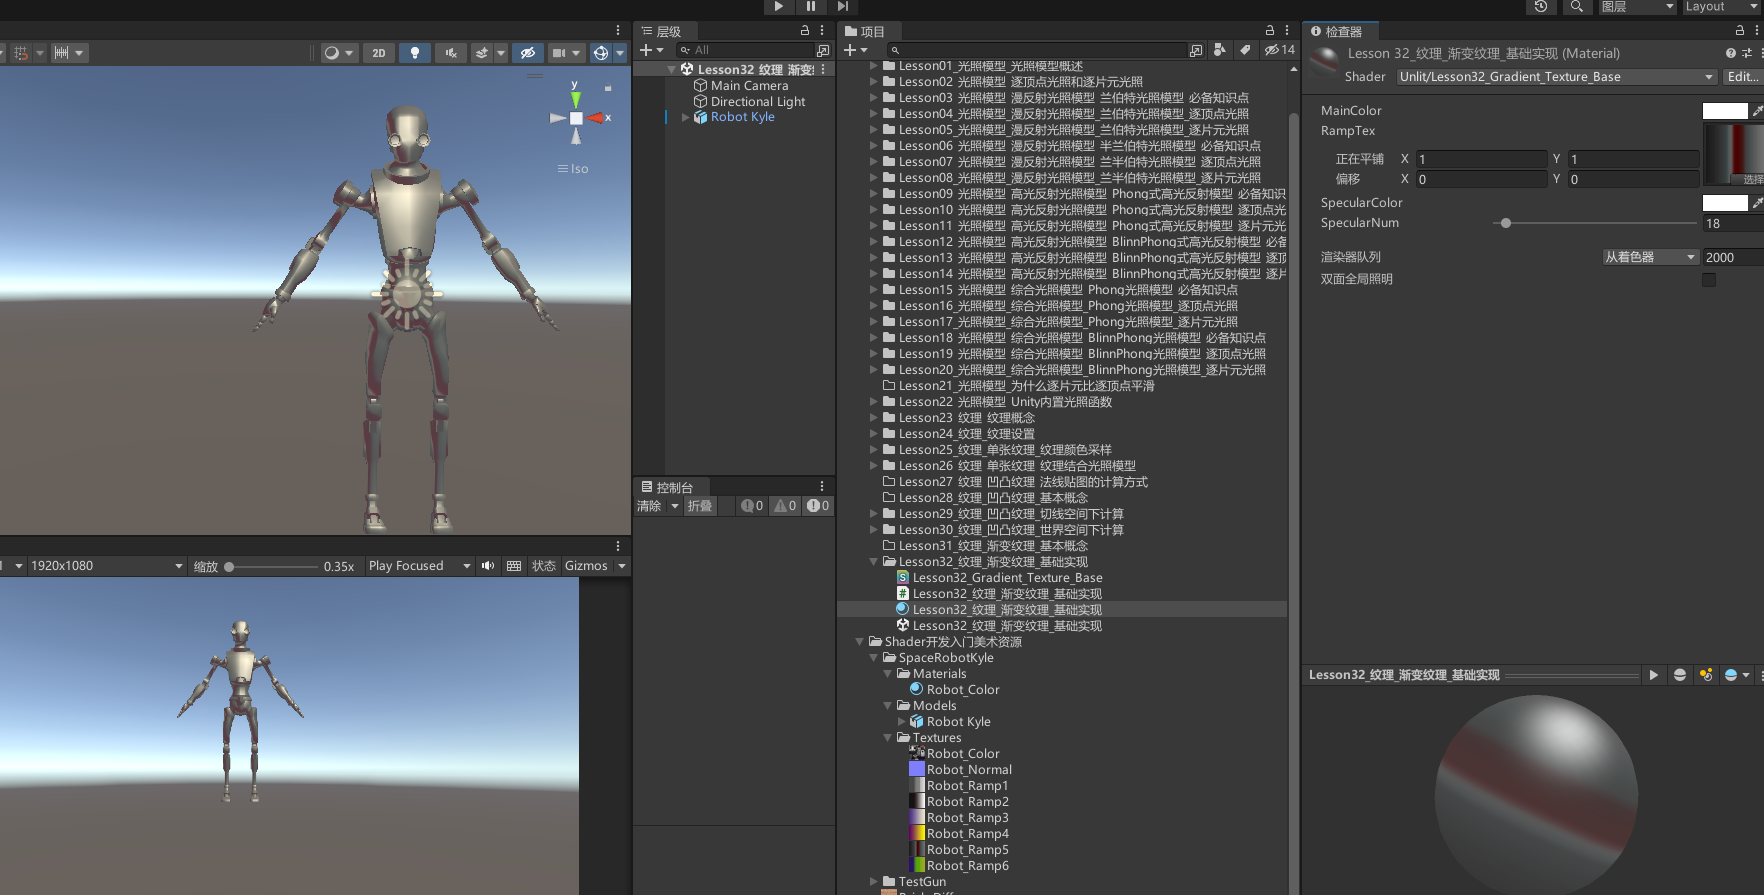 图层
Layout
2D
Iso
y
x
1920x1080
缩放
0.35x
Play Focused
状态
Gizmos
层级
All
Lesson32_纹理_渐变
Main Camera
Directional Light
Robot Kyle
控制台
清除
折叠
0
0
0
项目
14
Lesson01_光照模型_光照模型概述
Lesson02_光照模型_逐顶点光照和逐片元光照
Lesson03_光照模型_漫反射光照模型_兰伯特光照模型_必备知识点
Lesson04_光照模型_漫反射光照模型_兰伯特光照模型_逐顶点光照
Lesson05_光照模型_漫反射光照模型_兰伯特光照模型_逐片元光照
Lesson06_光照模型_漫反射光照模型_半兰伯特光照模型_必备知识点
Lesson07_光照模型_漫反射光照模型_兰半伯特光照模型_逐顶点光照
Lesson08_光照模型_漫反射光照模型_兰半伯特光照模型_逐片元光照
Lesson09_光照模型_高光反射光照模型_Phong式高光反射模型_必备知识
Lesson10_光照模型_高光反射光照模型_Phong式高光反射模型_逐顶点光
Lesson11_光照模型_高光反射光照模型_Phong式高光反射模型_逐片元光
Lesson12_光照模型_高光反射光照模型_BlinnPhong式高光反射模型_必备
Lesson13_光照模型_高光反射光照模型_BlinnPhong式高光反射模型_逐顶
Lesson14_光照模型_高光反射光照模型_BlinnPhong式高光反射模型_逐片
Lesson15_光照模型_综合光照模型_Phong光照模型_必备知识点
Lesson16_光照模型_综合光照模型_Phong光照模型_逐顶点光照
Lesson17_光照模型_综合光照模型_Phong光照模型_逐片元光照
Lesson18_光照模型_综合光照模型_BlinnPhong光照模型_必备知识点
Lesson19_光照模型_综合光照模型_BlinnPhong光照模型_逐顶点光照
Lesson20_光照模型_综合光照模型_BlinnPhong光照模型_逐片元光照
Lesson21_光照模型_为什么逐片元比逐顶点平滑
Lesson22_光照模型_Unity内置光照函数
Lesson23_纹理_纹理概念
Lesson24_纹理_纹理设置
Lesson25_纹理_单张纹理_纹理颜色采样
Lesson26_纹理_单张纹理_纹理结合光照模型
Lesson27_纹理_凹凸纹理_法线贴图的计算方式
Lesson28_纹理_凹凸纹理_基本概念
Lesson29_纹理_凹凸纹理_切线空间下计算
Lesson30_纹理_凹凸纹理_世界空间下计算
Lesson31_纹理_渐变纹理_基本概念
Lesson32_纹理_渐变纹理_基础实现
Lesson32_Gradient_Texture_Base
Lesson32_纹理_渐变纹理_基础实现
Lesson32_纹理_渐变纹理_基础实现
Lesson32_纹理_渐变纹理_基础实现
Shader开发入门美术资源
SpaceRobotKyle
Materials
Robot_Color
Models
Robot Kyle
Textures
Robot_Color
Robot_Normal
Robot_Ramp1
Robot_Ramp2
Robot_Ramp3
Robot_Ramp4
Robot_Ramp5
Robot_Ramp6
TestGun
检查器
Lesson 32_纹理_渐变纹理_基础实现 (Material)
Shader
Unlit/Lesson32_Gradient_Texture_Base
Edit...
MainColor
RampTex
正在平铺 X 1 Y 1
偏移 X 0 Y 0
选择
SpecularColor
SpecularNum
18
渲染器队列
从着色器
2000
双面全局照明
Lesson32_纹理_渐变纹理_基础实现